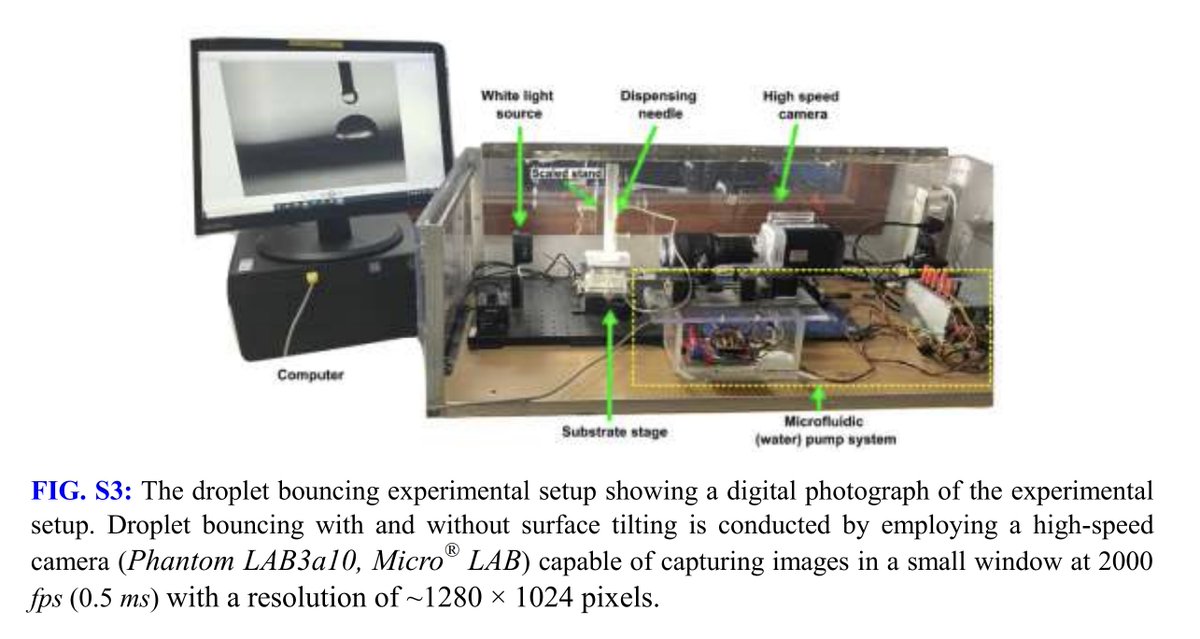 White light
source
Dispensing
needle
High speed
camera
Scaled stand
Computer
Substrate stage
Microfluidic
(water) pump system
FIG. S3: The droplet bouncing experimental setup showing a digital photograph of the experimental
setup. Droplet bouncing with and without surface tilting is conducted by employing a high-speed
camera (Phantom LAB3a10, Micro® LAB) capable of capturing images in a small window at 2000
fps (0.5 ms) with a resolution of ~1280 × 1024 pixels.